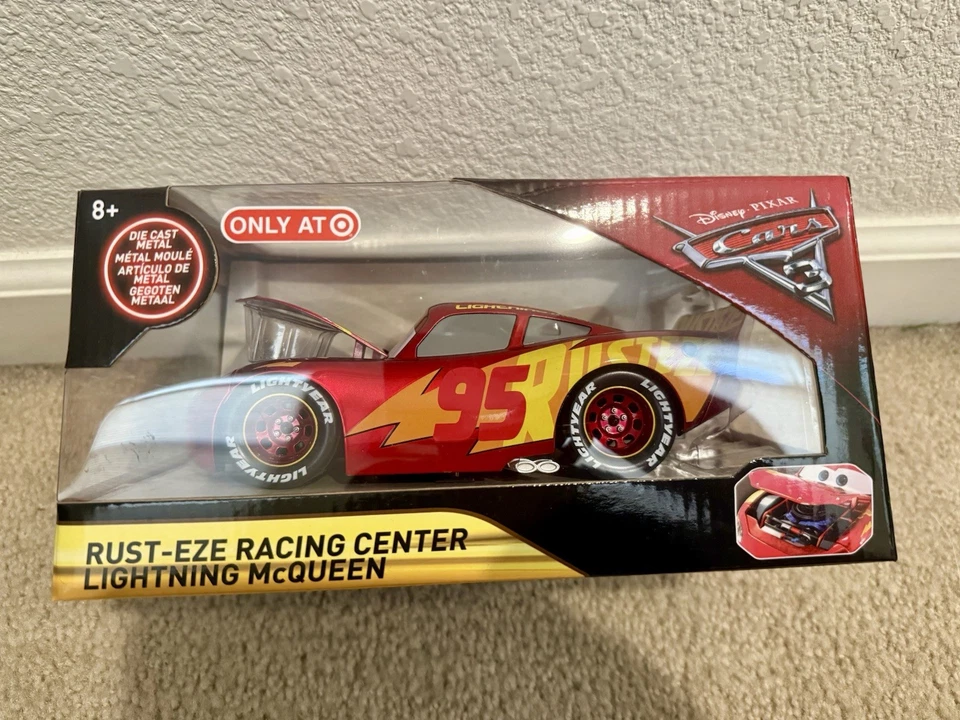 8+
DIE CAST
METAL
MÉTAL MOULÉ
ARTÍCULO DE
METAL
GEGOTEN
METAAL
ONLY AT
Disney · PIXAR
Cars
3
LIGHTYEAR
LIGHTYEAR
95
RUST-EZE
LIGHTYEAR
LIGHTYEAR
RUST-EZE RACING CENTER
LIGHTNING McQUEEN